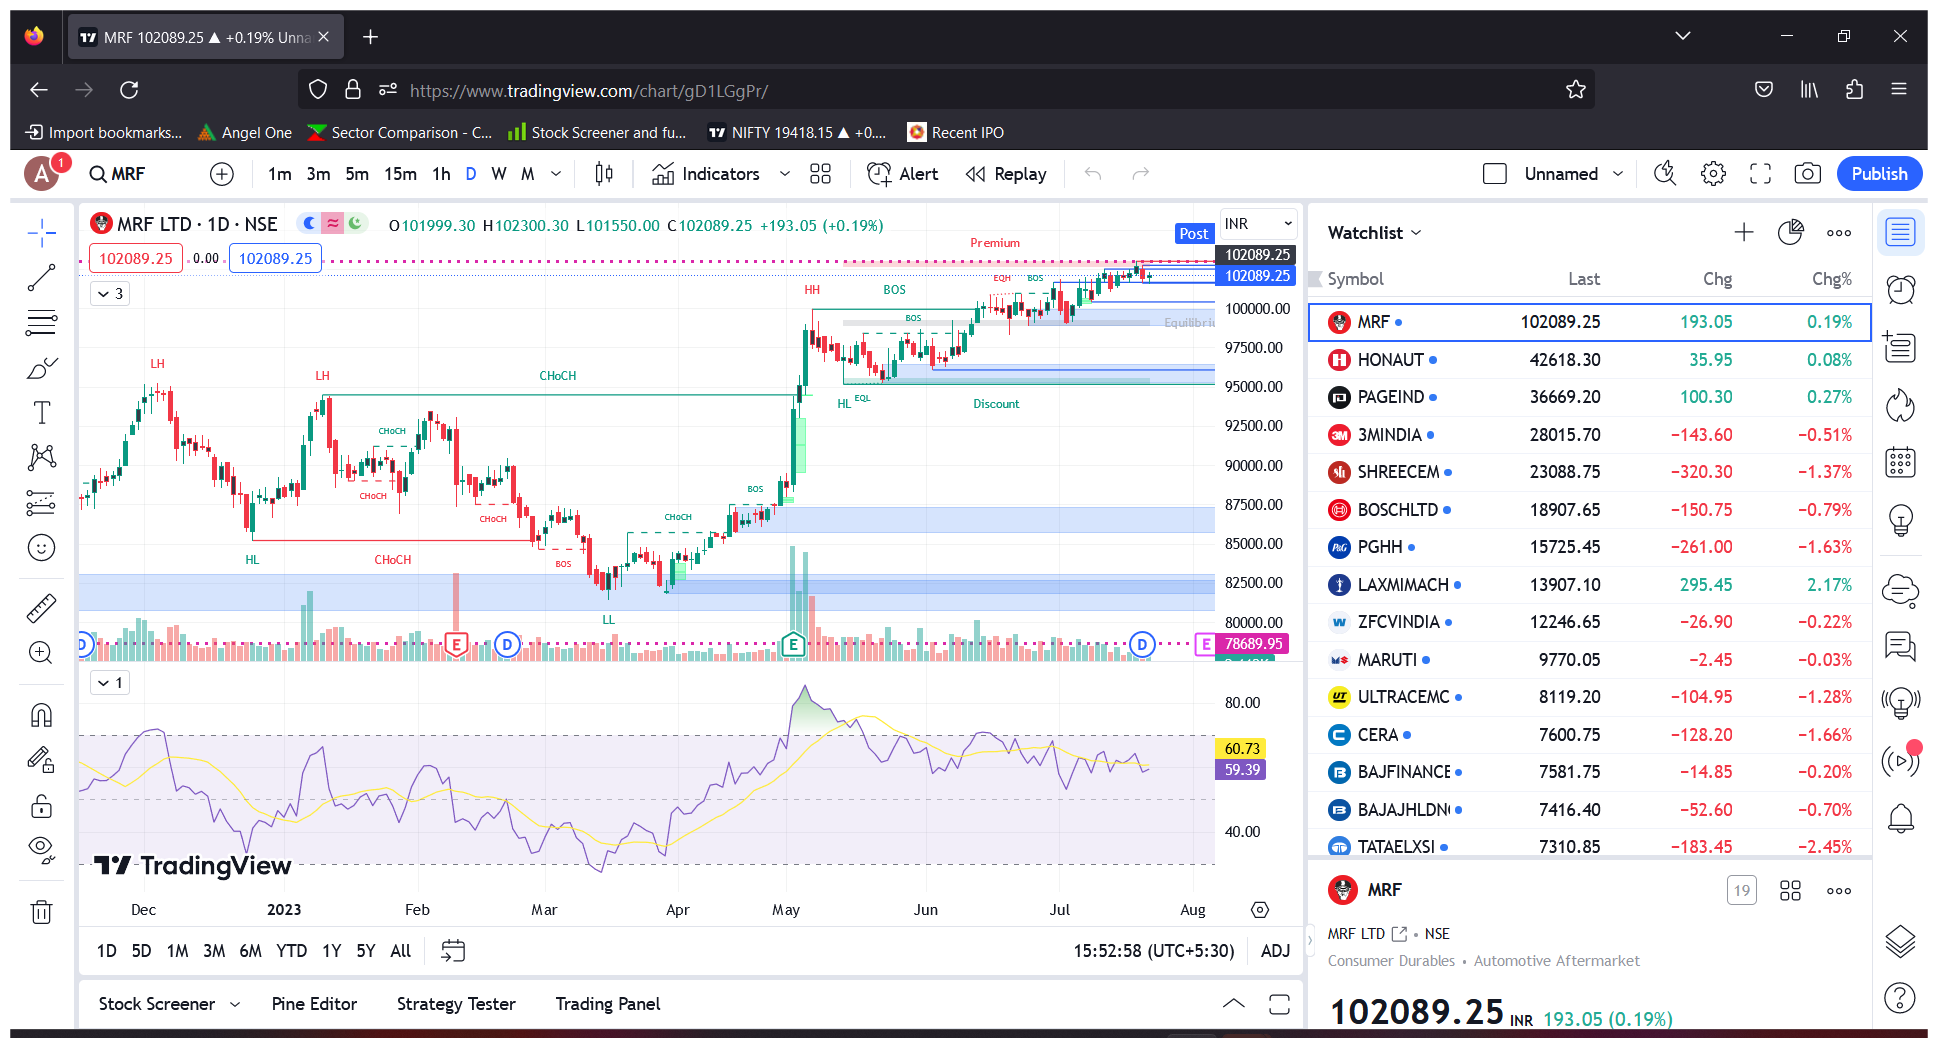 MRF 102089.25 ▲ +0.19% Unna
https://www.tradingview.com/chart/gD1LGgPr/
Import bookmarks...
Angel One
Sector Comparison - C...
Stock Screener and fu...
NIFTY 19418.15 ▲ +0....
Recent IPO
A
1
MRF
1m 3m 5m 15m 1h D W M
Indicators
Alert
Replay
Unnamed
Publish
MRF LTD · 1D · NSE
O101999.30 H102300.30 L101550.00 C102089.25 +193.05 (+0.19%)
102089.25
0.00
102089.25
3
Post
INR
102089.25
102089.25
100000.00
97500.00
95000.00
92500.00
90000.00
87500.00
85000.00
82500.00
80000.00
78689.95
Premium
EQH
BOS
HH
BOS
BOS
Equilibriu
LH
LH
CHoCH
HL
EQL
Discount
CHoCH
CHoCH
CHoCH
BOS
CHoCH
HL
CHoCH
BOS
LL
D
E
D
E
D
E
1
80.00
60.73
59.39
40.00
TradingView
Dec 2023 Feb Mar Apr May Jun Jul Aug
1D 5D 1M 3M 6M YTD 1Y 5Y All
15:52:58 (UTC+5:30)
ADJ
Stock Screener
Pine Editor
Strategy Tester
Trading Panel
Watchlist
Symbol Last Chg Chg%
MRF 102089.25 193.05 0.19%
HONAUT 42618.30 35.95 0.08%
PAGEIND 36669.20 100.30 0.27%
3M 3MINDIA 28015.70 −143.60 −0.51%
SHREECEM 23088.75 −320.30 −1.37%
BOSCHLTD 18907.65 −150.75 −0.79%
P&G PGHH 15725.45 −261.00 −1.63%
LAXMIMACH 13907.10 295.45 2.17%
W ZFCVINDIA 12246.65 −26.90 −0.22%
MARUTI 9770.05 −2.45 −0.03%
UT ULTRACEMC 8119.20 −104.95 −1.28%
C CERA 7600.75 −128.20 −1.66%
B BAJFINANCE 7581.75 −14.85 −0.20%
B BAJAJHLDN 7416.40 −52.60 −0.70%
TATAELXSI 7310.85 −183.45 −2.45%
MRF
19
MRF LTD • NSE
Consumer Durables • Automotive Aftermarket
102089.25 INR 193.05 (0.19%)